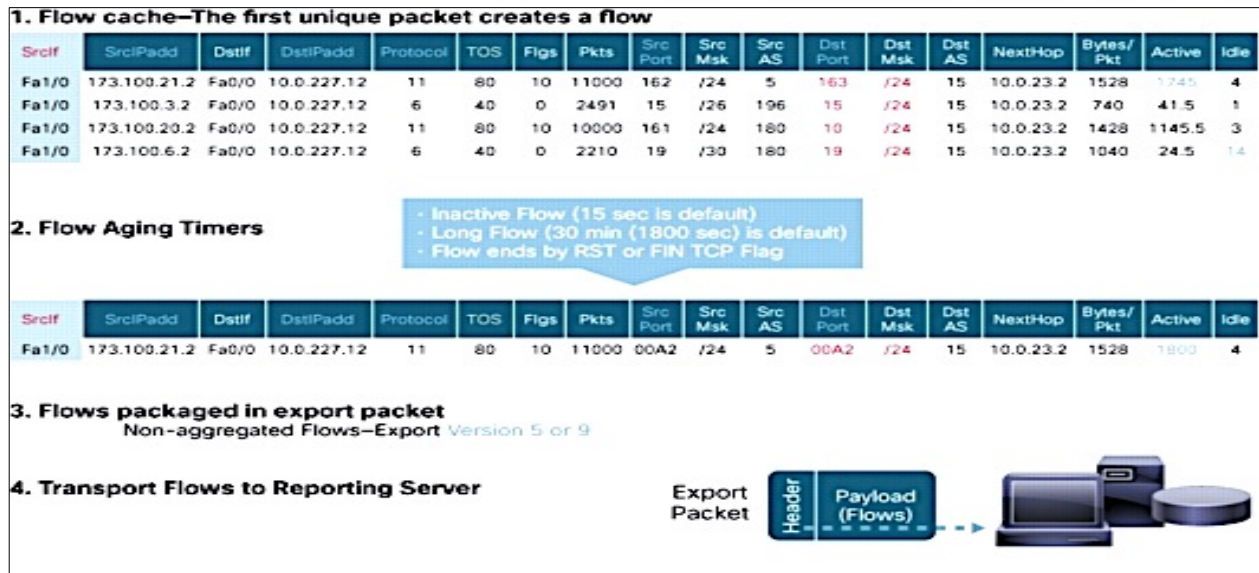 1. Flow cache–The first unique packet creates a flow
SrcIf SrcIPadd DstIf DstIPadd Protocol TOS Flgs Pkts Src Port Src Msk Src AS Dst Port Dst Msk Dst AS NextHop Bytes/ Pkt Active Idle
Fa1/0 173.100.21.2 Fa0/0 10.0.227.12 11 80 10 11000 162 /24 5 163 /24 15 10.0.23.2 1528 1745 4
Fa1/0 173.100.3.2 Fa0/0 10.0.227.12 6 40 0 2491 15 /26 196 15 /24 15 10.0.23.2 740 41.5 1
Fa1/0 173.100.20.2 Fa0/0 10.0.227.12 11 80 10 10000 161 /24 180 10 /24 15 10.0.23.2 1428 1145.5 3
Fa1/0 173.100.6.2 Fa0/0 10.0.227.12 6 40 0 2210 19 /30 180 19 /24 15 10.0.23.2 1040 24.5 14
2. Flow Aging Timers
- Inactive Flow (15 sec is default)
- Long Flow (30 min (1800 sec) is default)
- Flow ends by RST or FIN TCP Flag
SrcIf SrcIPadd DstIf DstIPadd Protocol TOS Flgs Pkts Src Port Src Msk Src AS Dst Port Dst Msk Dst AS NextHop Bytes/ Pkt Active Idle
Fa1/0 173.100.21.2 Fa0/0 10.0.227.12 11 80 10 11000 00A2 /24 5 00A2 /24 15 10.0.23.2 1528 1800 4
3. Flows packaged in export packet
Non-aggregated Flows–Export Version 5 or 9
4. Transport Flows to Reporting Server
Export Packet
Header
Payload (Flows)